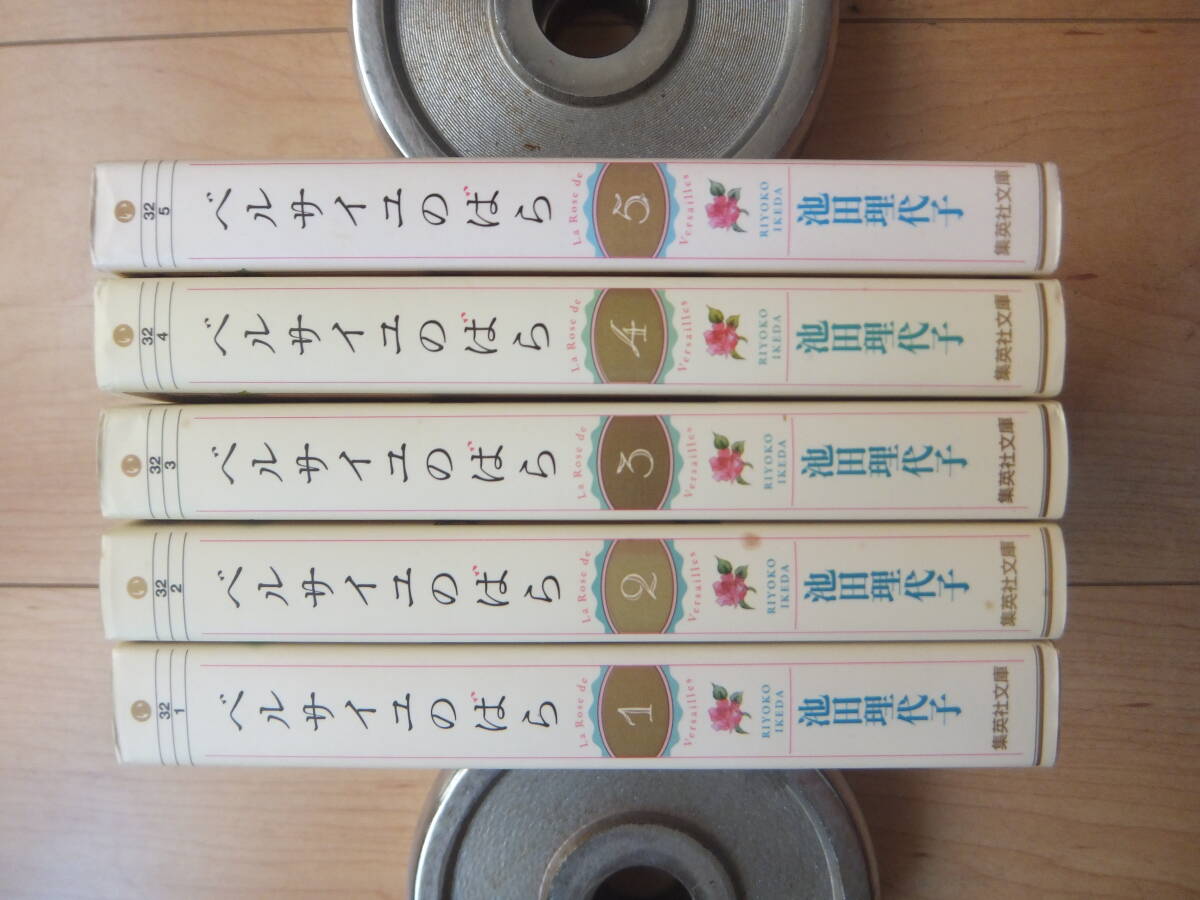 い
32
5
ベルサイユのばら
La Rose de
5
Versailles
RIYOKO
IKEDA
池田理代子
集英社文庫
い
32
4
ベルサイユのばら
La Rose de
4
Versailles
RIYOKO
IKEDA
池田理代子
集英社文庫
い
32
3
ベルサイユのばら
La Rose de
3
Versailles
RIYOKO
IKEDA
池田理代子
集英社文庫
い
32
2
ベルサイユのばら
La Rose de
2
Versailles
RIYOKO
IKEDA
池田理代子
集英社文庫
い
32
1
ベルサイユのばら
La Rose de
1
Versailles
RIYOKO
IKEDA
池田理代子
集英社文庫